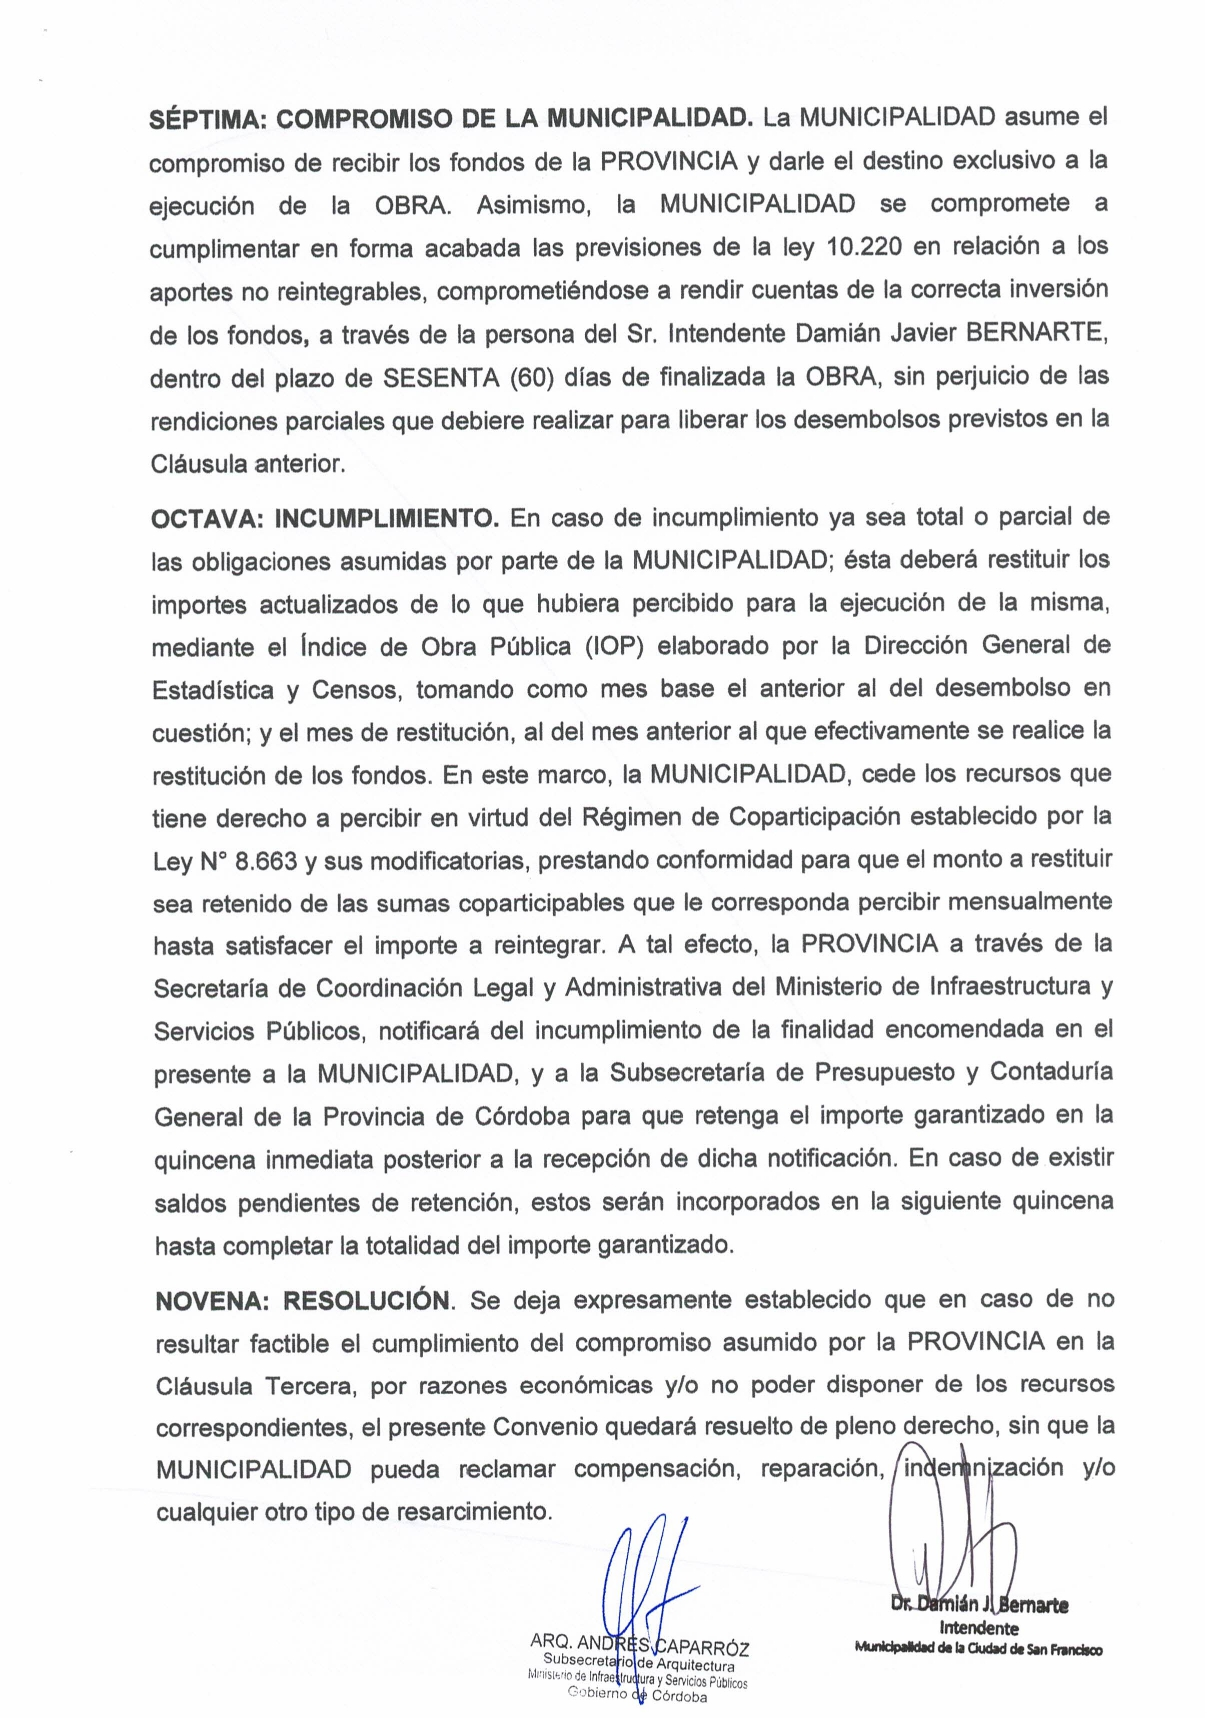 SÉPTIMA: COMPROMISO DE LA MUNICIPALIDAD. La MUNICIPALIDAD asume el
compromiso de recibir los fondos de la PROVINCIA y darle el destino exclusivo a la
ejecución de la OBRA. Asimismo, la MUNICIPALIDAD se compromete a
cumplimentar en forma acabada las previsiones de la ley 10.220 en relación a los
aportes no reintegrables, comprometiéndose a rendir cuentas de la correcta inversión
de los fondos, a través de la persona del Sr. Intendente Damián Javier BERNARTE,
dentro del plazo de SESENTA (60) días de finalizada la OBRA, sin perjuicio de las
rendiciones parciales que debiere realizar para liberar los desembolsos previstos en la
Cláusula anterior.
OCTAVA: INCUMPLIMIENTO. En caso de incumplimiento ya sea total o parcial de
las obligaciones asumidas por parte de la MUNICIPALIDAD; ésta deberá restituir los
importes actualizados de lo que hubiera percibido para la ejecución de la misma,
mediante el Índice de Obra Pública (IOP) elaborado por la Dirección General de
Estadística y Censos, tomando como mes base el anterior al del desembolso en
cuestión; y el mes de restitución, al del mes anterior al que efectivamente se realice la
restitución de los fondos. En este marco, la MUNICIPALIDAD, cede los recursos que
tiene derecho a percibir en virtud del Régimen de Coparticipación establecido por la
Ley N° 8.663 y sus modificatorias, prestando conformidad para que el monto a restituir
sea retenido de las sumas coparticipables que le corresponda percibir mensualmente
hasta satisfacer el importe a reintegrar. A tal efecto, la PROVINCIA a través de la
Secretaría de Coordinación Legal y Administrativa del Ministerio de Infraestructura y
Servicios Públicos, notificará del incumplimiento de la finalidad encomendada en el
presente a la MUNICIPALIDAD, y a la Subsecretaría de Presupuesto y Contaduría
General de la Provincia de Córdoba para que retenga el importe garantizado en la
quincena inmediata posterior a la recepción de dicha notificación. En caso de existir
saldos pendientes de retención, estos serán incorporados en la siguiente quincena
hasta completar la totalidad del importe garantizado.
NOVENA: RESOLUCIÓN. Se deja expresamente establecido que en caso de no
resultar factible el cumplimiento del compromiso asumido por la PROVINCIA en la
Cláusula Tercera, por razones económicas y/o no poder disponer de los recursos
correspondientes, el presente Convenio quedará resuelto de pleno derecho, sin que la
MUNICIPALIDAD pueda reclamar compensación, reparación, indemnización y/o
cualquier otro tipo de resarcimiento.
Dr. Damián J. Bernarte
Intendente
Municipalidad de la Ciudad de San Francisco
ARQ. ANDRÉS CAPARRÓZ
Subsecretario de Arquitectura
Ministerio de Infraestructura y Servicios Públicos
Gobierno de Córdoba